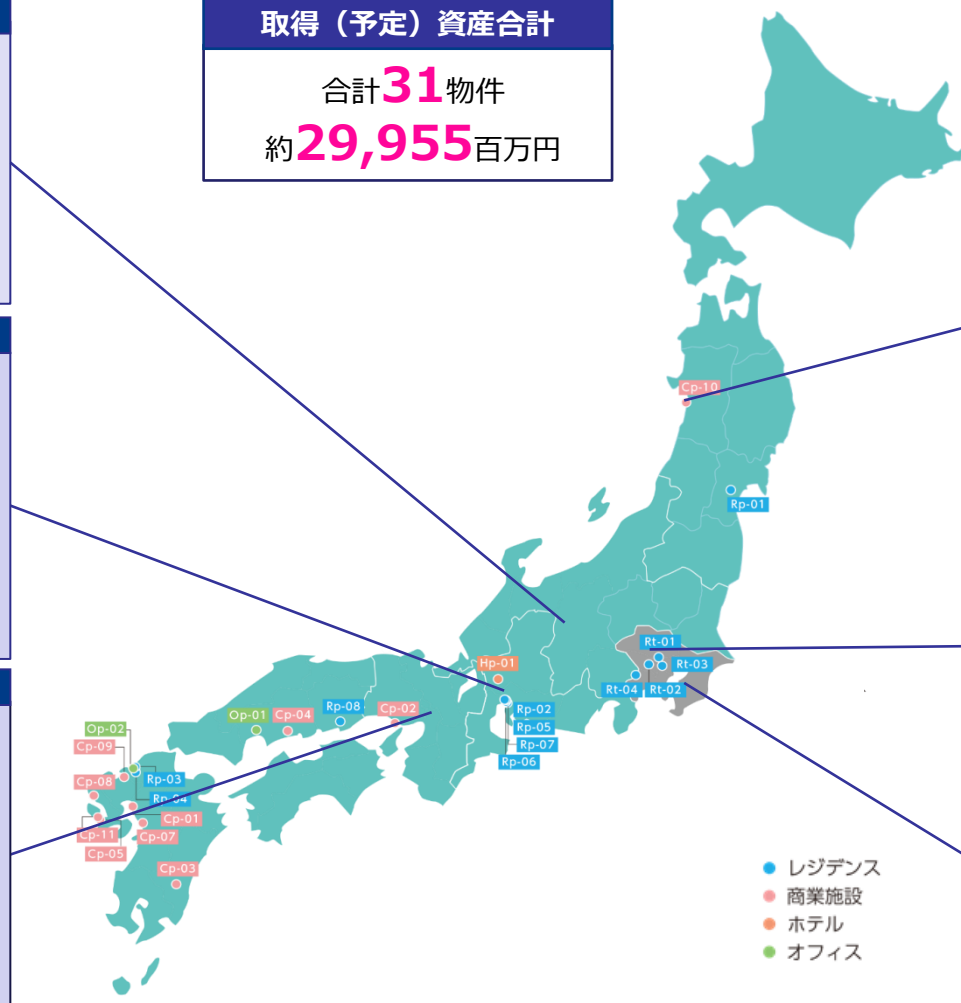 取得（予定）資産合計
合計31物件
約29,955百万円
Cp-10
Rp-01
Rt-01
Rt-03
Rt-04
Rt-02
Hp-01
Rp-02
Rp-05
Rp-07
Rp-06
Op-01
Cp-04
Rp-08
Cp-02
Op-02
Cp-09
Rp-03
Cp-08
Rp-04
Cp-01
Cp-11
Cp-07
Cp-05
Cp-03
レジデンス
商業施設
ホテル
オフィス